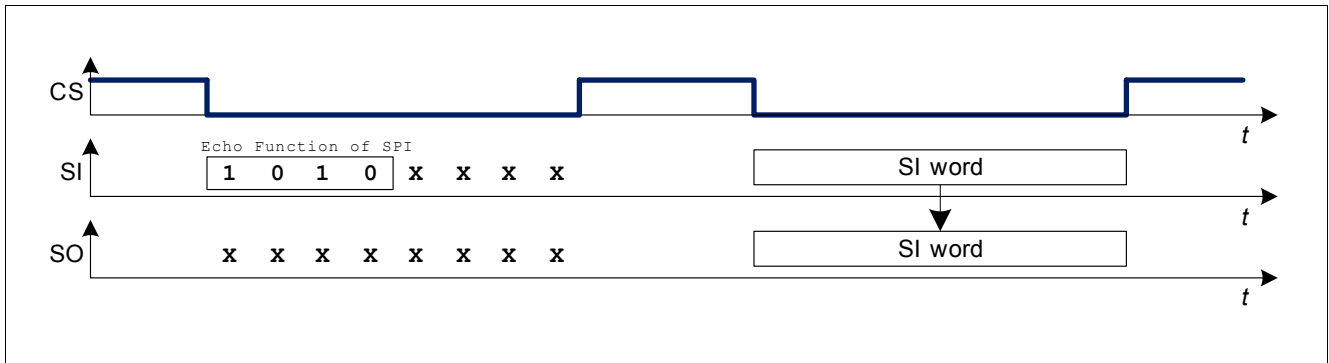 CS
t
Echo Function of SPI
SI 1 0 1 0 x x x x SI word
t
SO x x x x x x x x SI word
t